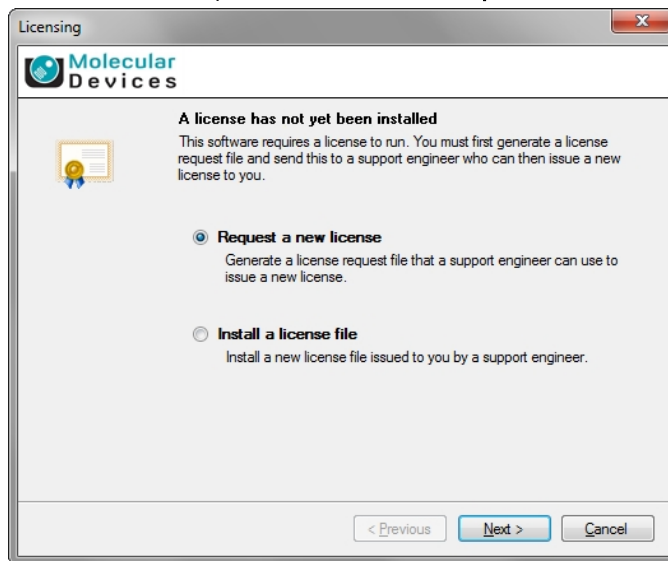 Licensing
Molecular
Devices
A license has not yet been installed
This software requires a license to run. You must first generate a license
request file and send this to a support engineer who can then issue a new
license to you.
Request a new license
Generate a license request file that a support engineer can use to
issue a new license.
Install a license file
Install a new license file issued to you by a support engineer.
< Previous
Next >
Cancel